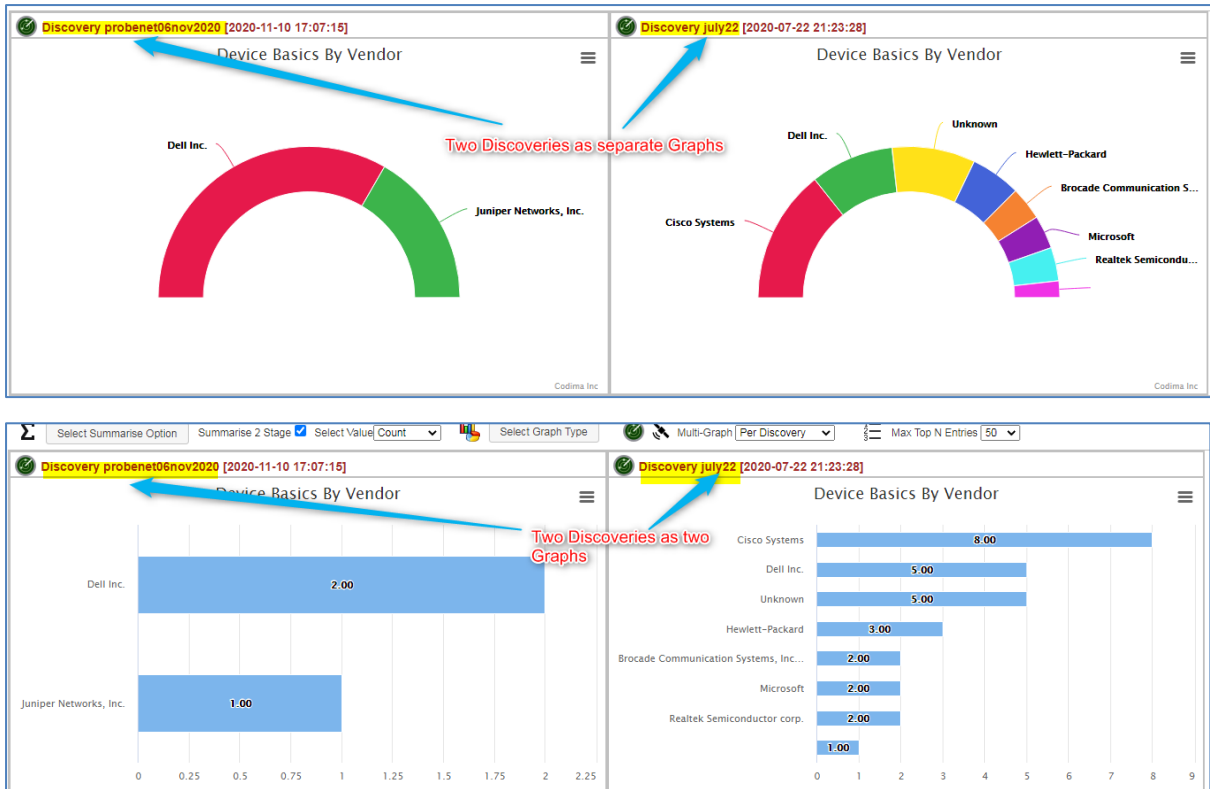 Discovery probenet06nov2020 [2020-11-10 17:07:15]
Device Basics By Vendor
Dell Inc.
Juniper Networks, Inc.
Codima Inc
Discovery july22 [2020-07-22 21:23:28]
Device Basics By Vendor
Unknown
Dell Inc.
Hewlett-Packard
Brocade Communication S...
Cisco Systems
Microsoft
Realtek Semicondu...
Codima Inc
Two Discoveries as separate Graphs
Σ Select Summarise Option Summarise 2 Stage Select Value Count Select Graph Type Multi-Graph Per Discovery Max Top N Entries 50
Discovery probenet06nov2020 [2020-11-10 17:07:15]
Device Basics By Vendor
Dell Inc. 2.00
Juniper Networks, Inc. 1.00
0 0.25 0.5 0.75 1 1.25 1.5 1.75 2 2.25
Two Discoveries as two
Graphs
Discovery july22 [2020-07-22 21:23:28]
Device Basics By Vendor
Cisco Systems 8.00
Dell Inc. 5.00
Unknown 5.00
Hewlett-Packard 3.00
Brocade Communication Systems, Inc... 2.00
Microsoft 2.00
Realtek Semiconductor corp. 2.00
1.00
0 1 2 3 4 5 6 7 8 9